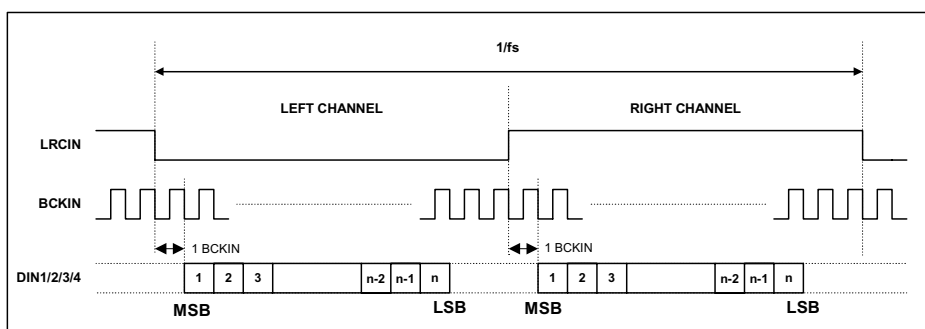 1/fs
LEFT CHANNEL RIGHT CHANNEL
LRCIN
BCKIN
1 BCKIN 1 BCKIN
DIN1/2/3/4 1 2 3 n-2 n-1 n 1 2 3 n-2 n-1 n
MSB LSB MSB LSB